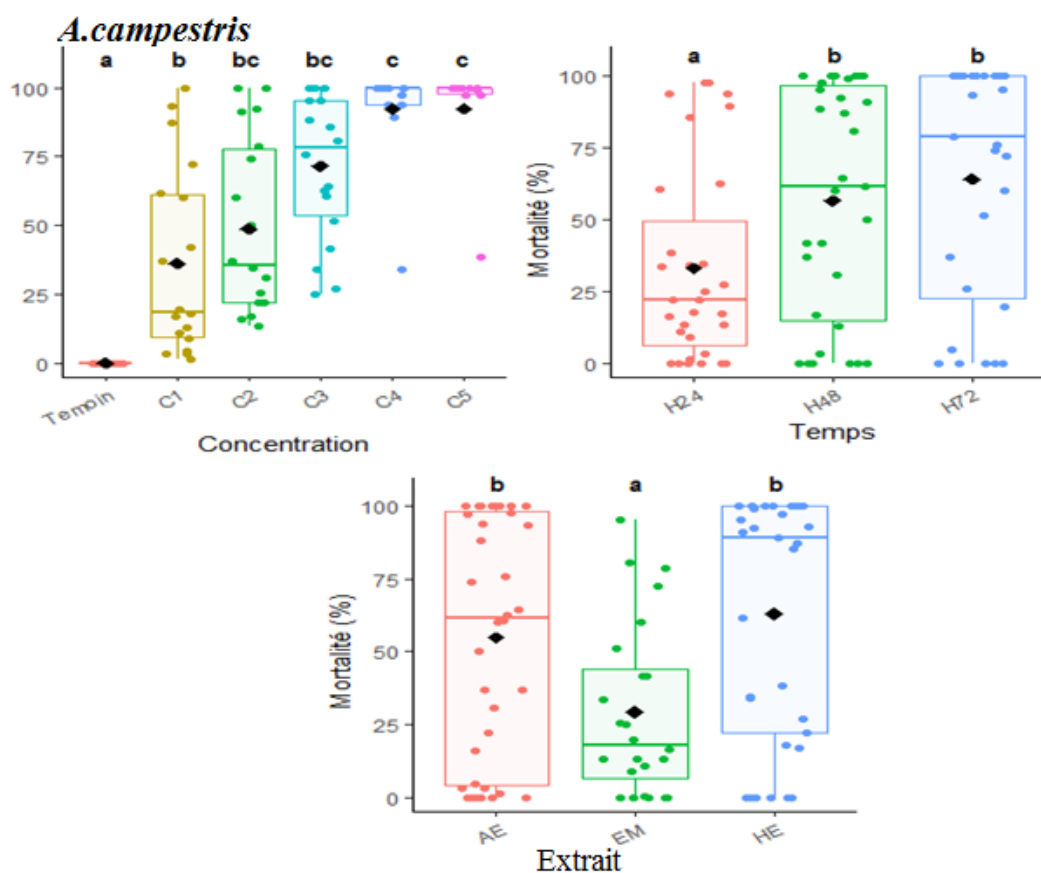 A.campestris
a b bc bc c c
100
75
50
25
0
Temoin C1 C2 C3 C4 C5
Concentration
a b b
Mortalité (%)
100
75
50
25
0
H24 H48 H72
Temps
b a b
Mortalité (%)
100
75
50
25
0
AE EM HE
Extrait